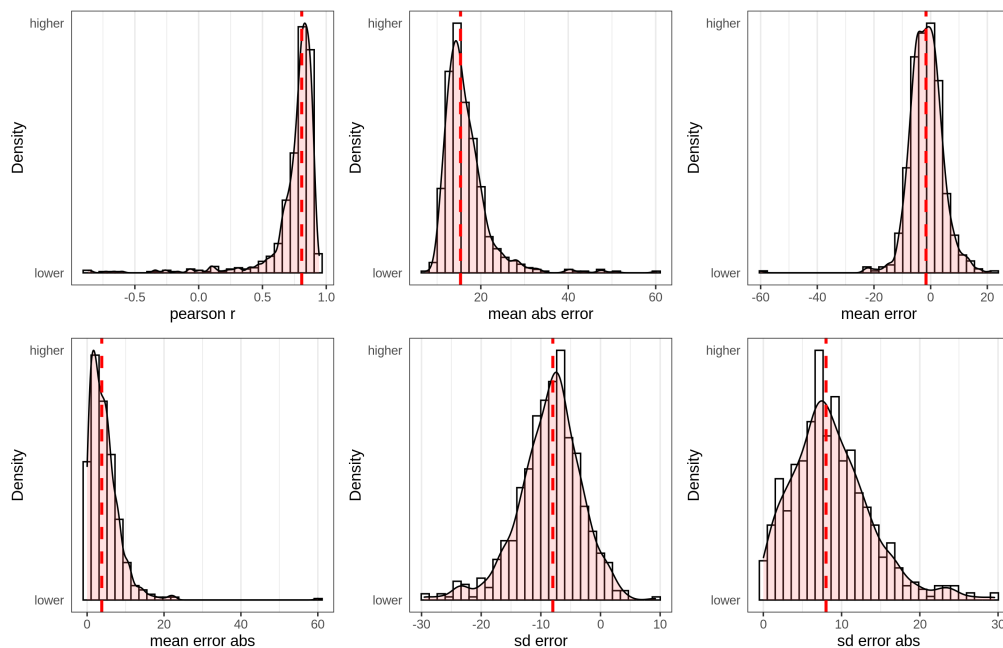 higher
Density
lower
-0.5 0.0 0.5 1.0
pearson r
higher
Density
lower
20 40 60
mean abs error
higher
Density
lower
-60 -40 -20 0 20
mean error
higher
Density
lower
0 20 40 60
mean error abs
higher
Density
lower
-30 -20 -10 0 10
sd error
higher
Density
lower
0 10 20 30
sd error abs